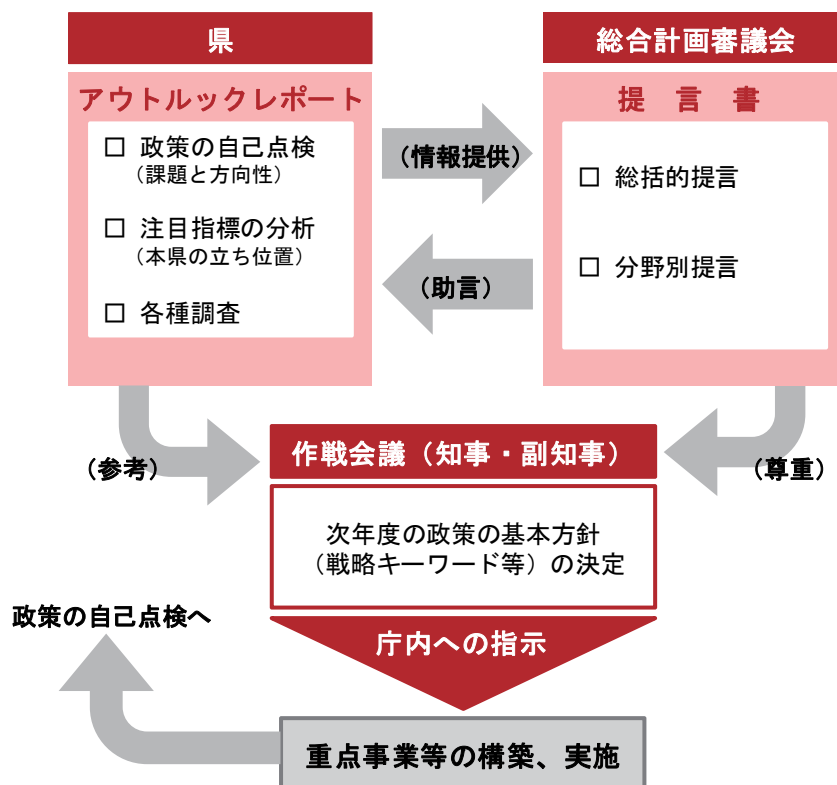 県
アウトルックレポート
□ 政策の自己点検
（課題と方向性）
□ 注目指標の分析
（本県の立ち位置）
□ 各種調査
（情報提供）
（助言）
総合計画審議会
提 言 書
□ 総括的提言
□ 分野別提言
（参考）
（尊重）
作戦会議（知事・副知事）
次年度の政策の基本方針
（戦略キーワード等）の決定
庁内への指示
政策の自己点検へ
重点事業等の構築、実施